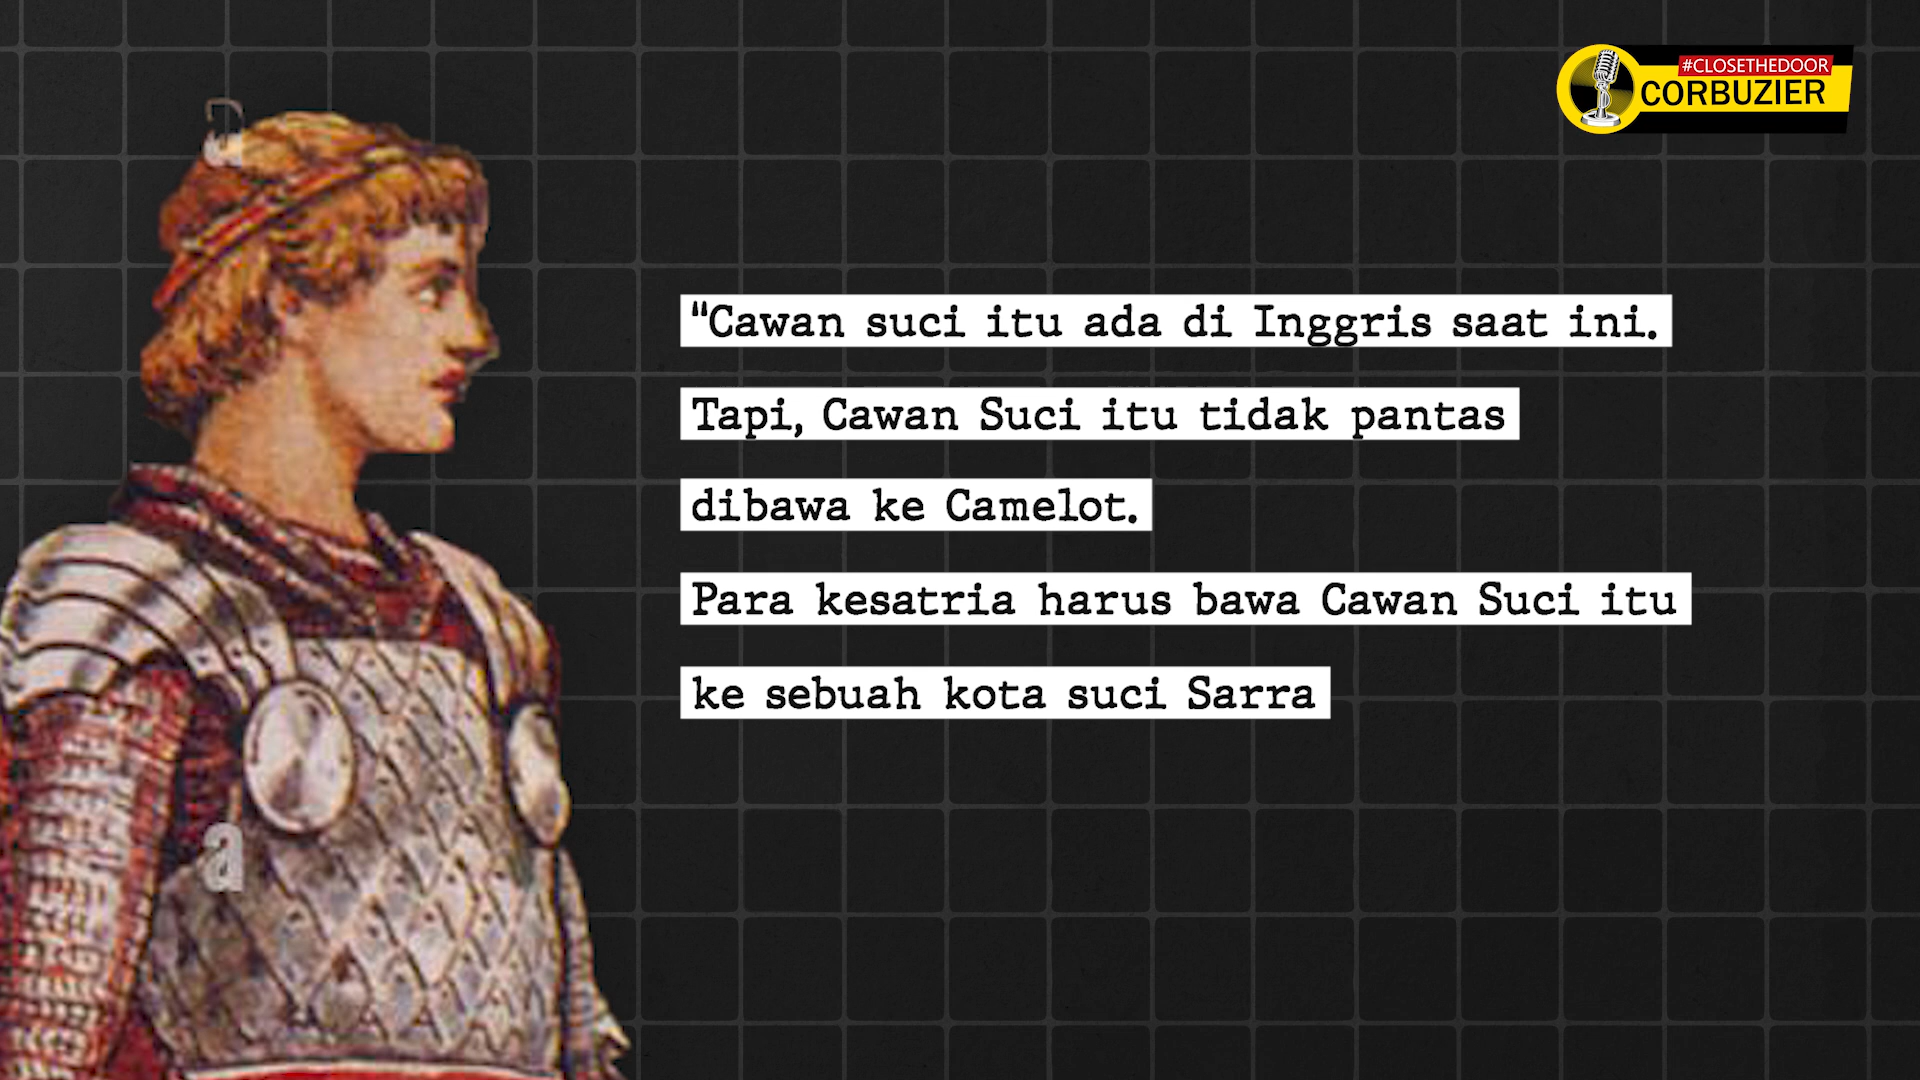 #CLOSETHEDOOR
CORBUZIER
"Cawan suci itu ada di Inggris saat ini.
Tapi, Cawan Suci itu tidak pantas
dibawa ke Camelot.
Para kesatria harus bawa Cawan Suci itu
ke sebuah kota suci Sarra
a